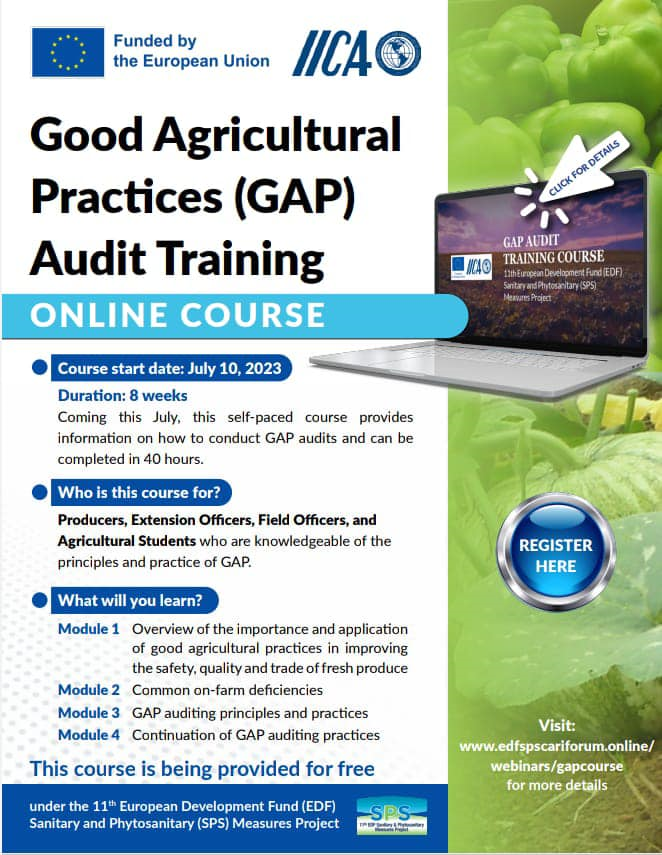 Funded by
the European Union
IICA
Good Agricultural
Practices (GAP)
Audit Training
ONLINE COURSE
CLICK FOR DETAILS
GAP AUDIT
TRAINING COURSE
IICA
11th European Development Fund (EDF)
Sanitary and Phytosanitary (SPS)
Measures Project
Course start date: July 10, 2023
Duration: 8 weeks
Coming this July, this self-paced course provides
information on how to conduct GAP audits and can be
completed in 40 hours.
Who is this course for?
Producers, Extension Officers, Field Officers, and
Agricultural Students who are knowledgeable of the
principles and practice of GAP.
What will you learn?
Module 1 Overview of the importance and application
of good agricultural practices in improving
the safety, quality and trade of fresh produce
Module 2 Common on-farm deficiencies
Module 3 GAP auditing principles and practices
Module 4 Continuation of GAP auditing practices
This course is being provided for free
under the 11th European Development Fund (EDF)
Sanitary and Phytosanitary (SPS) Measures Project
SPS
11th EDF Sanitary & Phytosanitary
Measures Project
REGISTER
HERE
Visit:
www.edfspscariforum.online/
webinars/gapcourse
for more details